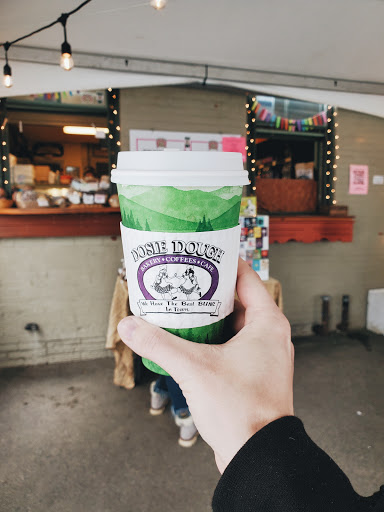 DOSIE DOUGH
BAKERY • COFFEES • CAFE
We Have The Best BUNS
In Town